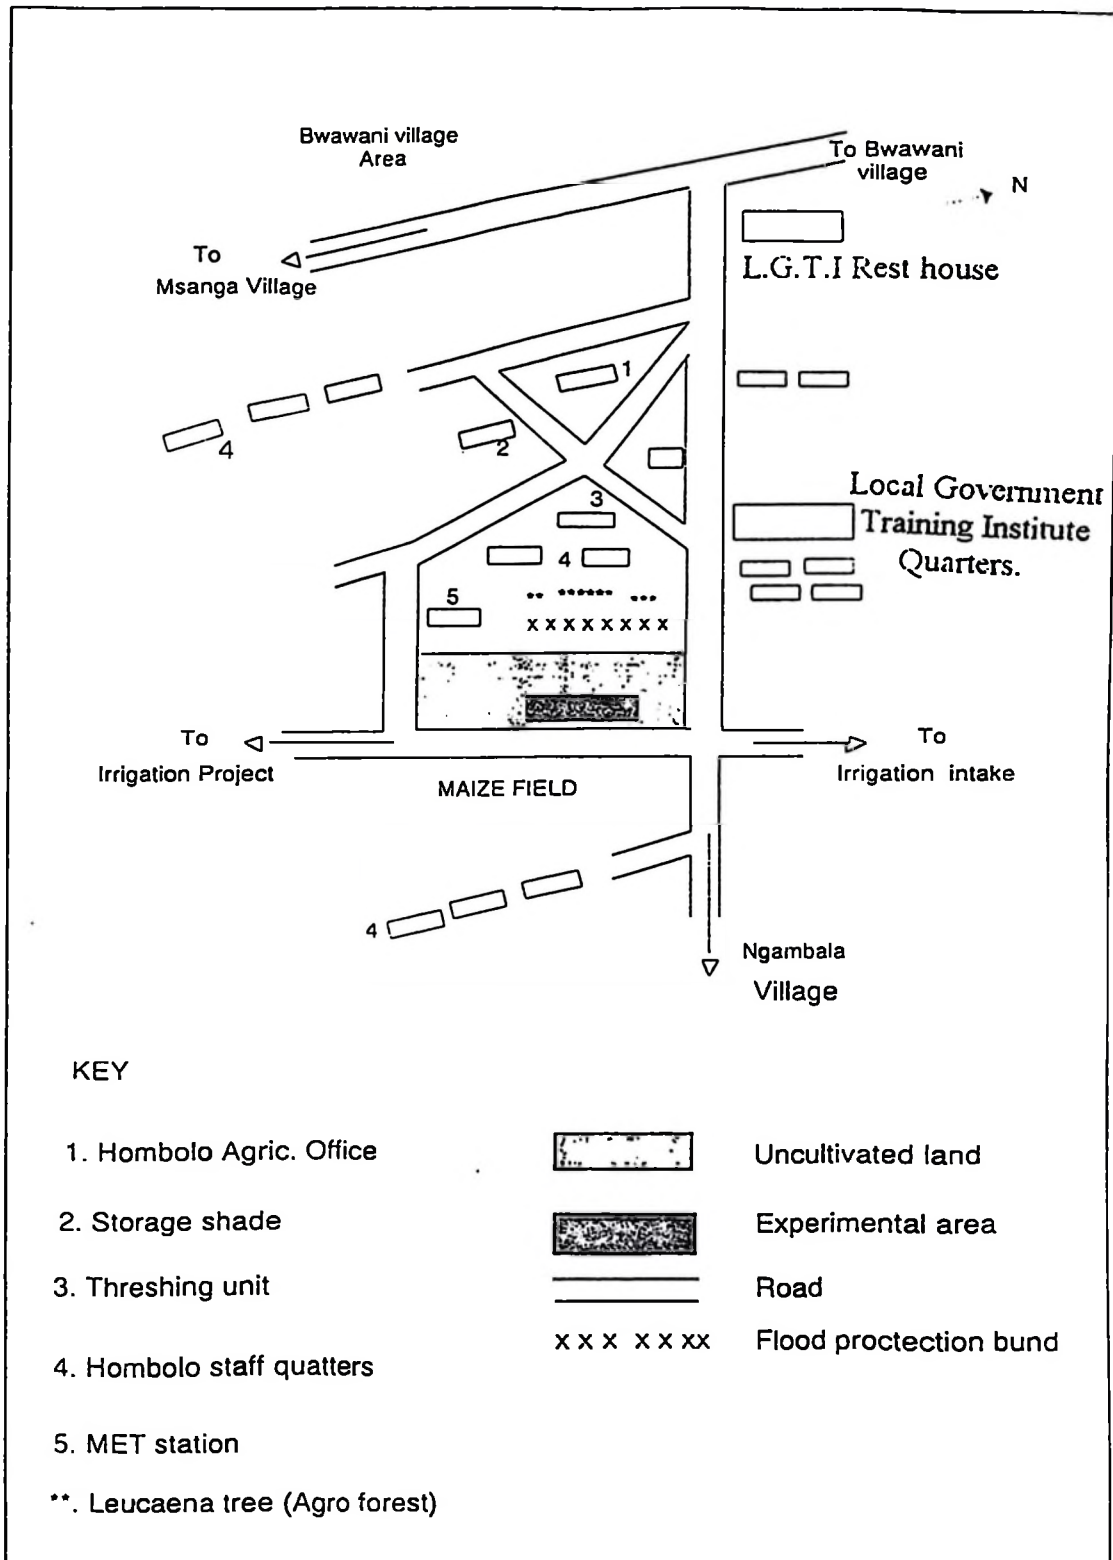 Bwawani village
Area
To Bwawani
village
N
To
Msanga Village
L.G.T.I Rest house
1
4
2
Local Government
Training Institute
Quarters.
3
4
5
** ****** ***
x x x x x x x x
To
Irrigation Project
To
Irrigation intake
MAIZE FIELD
4
Ngambala
Village
KEY
1. Hombolo Agric. Office
Uncultivated land
2. Storage shade
Experimental area
3. Threshing unit
Road
x x x x x xx
Flood proctection bund
4. Hombolo staff quatters
5. MET station
**. Leucaena tree (Agro forest)